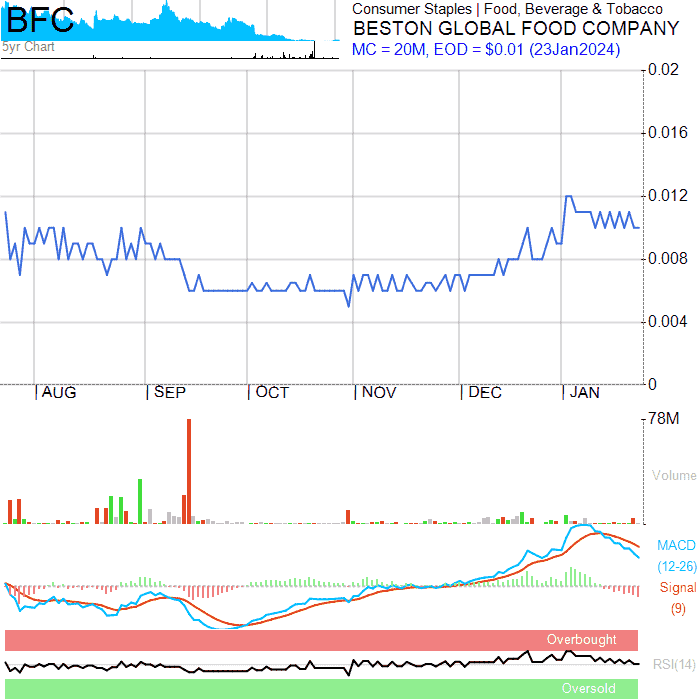 BFC
5yr Chart
Consumer Staples | Food, Beverage & Tobacco
BESTON GLOBAL FOOD COMPANY
MC = 20M, EOD = $0.01 (23Jan2024)
0.02
0.016
0.012
0.008
0.004
0
AUG SEP OCT NOV DEC JAN
78M
Volume
MACD
(12-26)
Signal
(9)
Overbought
RSI(14)
Oversold